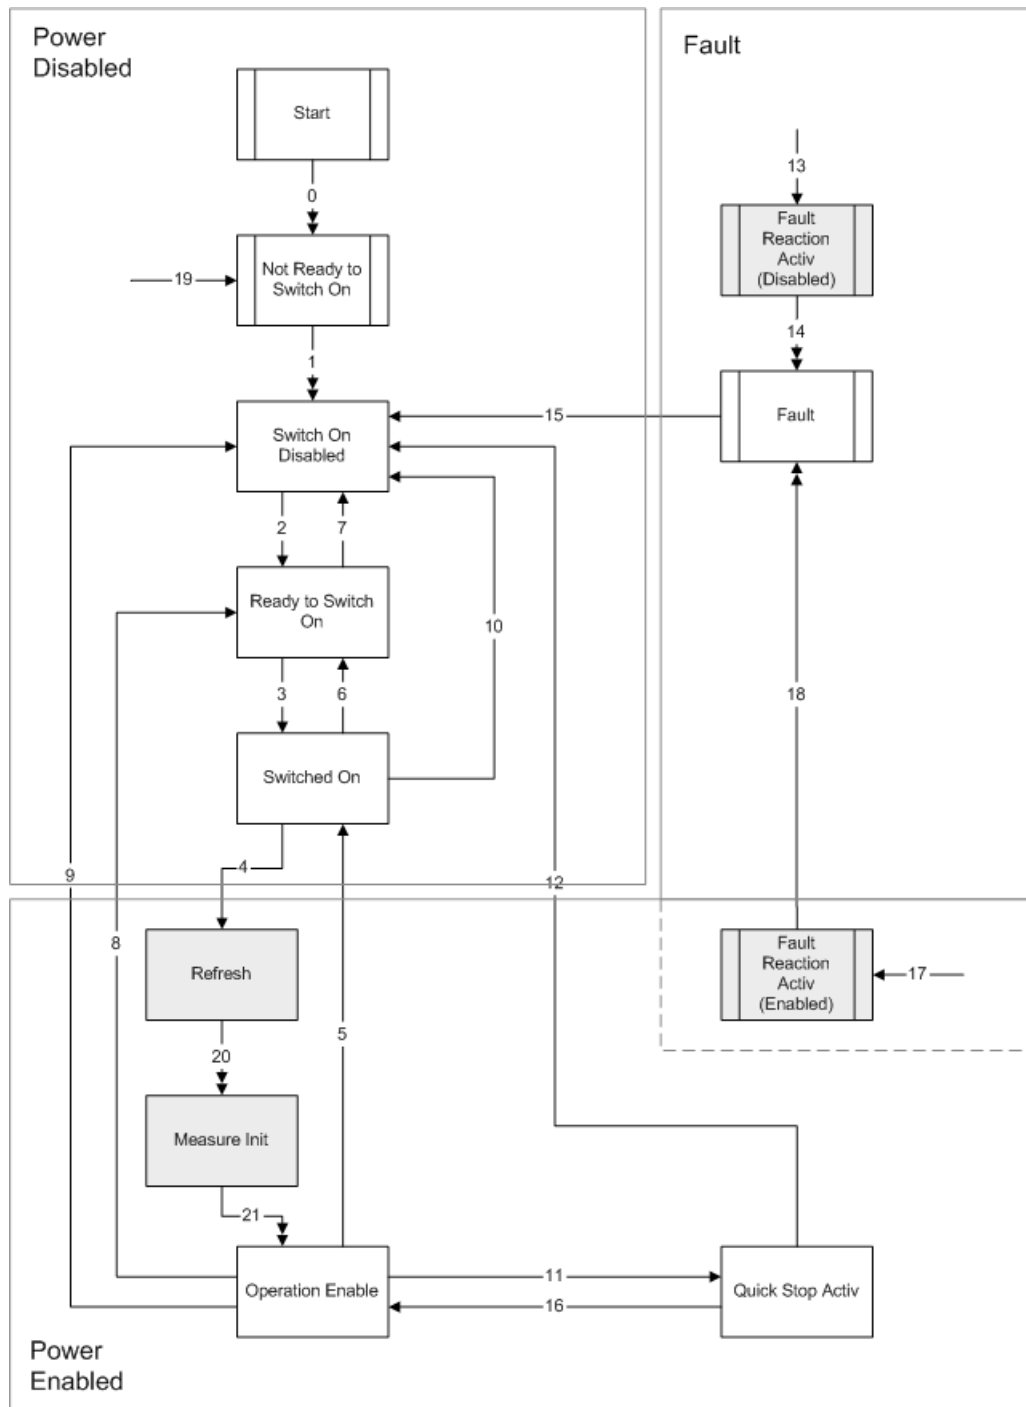 Power
Disabled
Fault
Start
0
13
Fault
Reaction
Activ
(Disabled)
19
Not Ready to
Switch On
14
1
15
Fault
Switch On
Disabled
2
7
Ready to Switch
On
10
3
6
18
Switched On
4
9
12
8
Refresh
Fault
Reaction
Activ
(Enabled)
17
5
20
Measure Init
21
Operation Enable
11
16
Quick Stop Activ
Power
Enabled